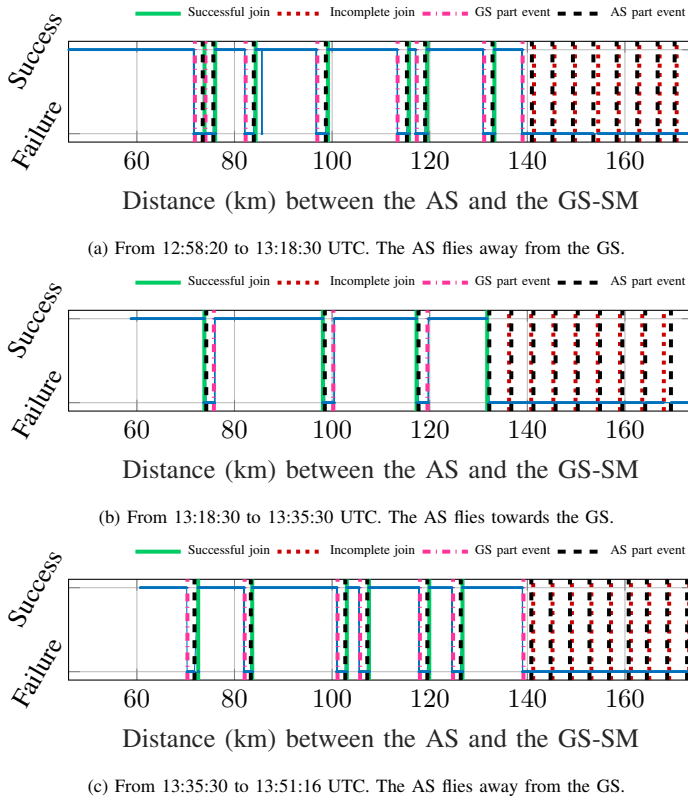 Successful join Incomplete join GS part event AS part event
Success
Failure
60 80 100 120 140 160
Distance (km) between the AS and the GS-SM
(a) From 12:58:20 to 13:18:30 UTC. The AS flies away from the GS.
Successful join Incomplete join GS part event AS part event
Success
Failure
60 80 100 120 140 160
Distance (km) between the AS and the GS-SM
(b) From 13:18:30 to 13:35:30 UTC. The AS flies towards the GS.
Successful join Incomplete join GS part event AS part event
Success
Failure
60 80 100 120 140 160
Distance (km) between the AS and the GS-SM
(c) From 13:35:30 to 13:51:16 UTC. The AS flies away from the GS.